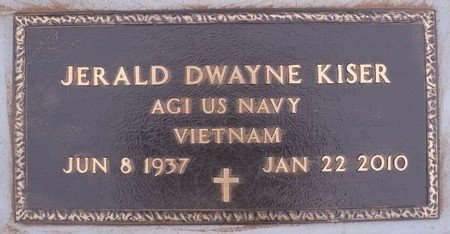 JERALD DWAYNE KISER
AG1 US NAVY
VIETNAM
JUN 8 1937 JAN 22 2010